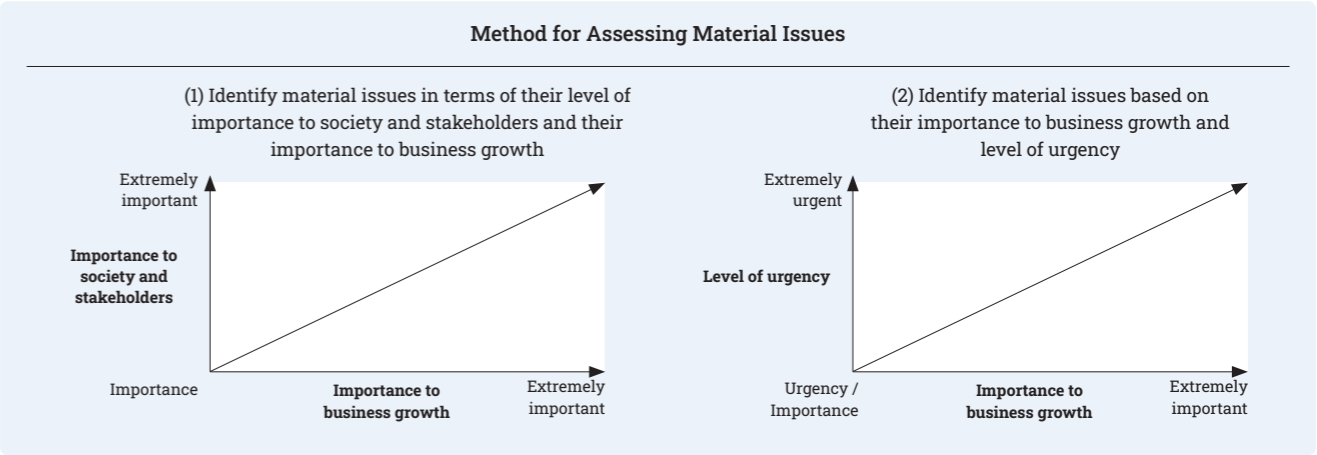 Method for Assessing Material Issues
(1) Identify material issues in terms of their level of
importance to society and stakeholders and their
importance to business growth
Extremely
important
Importance to
society and
stakeholders
Importance
Importance to
business growth
Extremely
important
(2) Identify material issues based on
their importance to business growth and
level of urgency
Extremely
urgent
Level of urgency
Urgency /
Importance
Importance to
business growth
Extremely
important